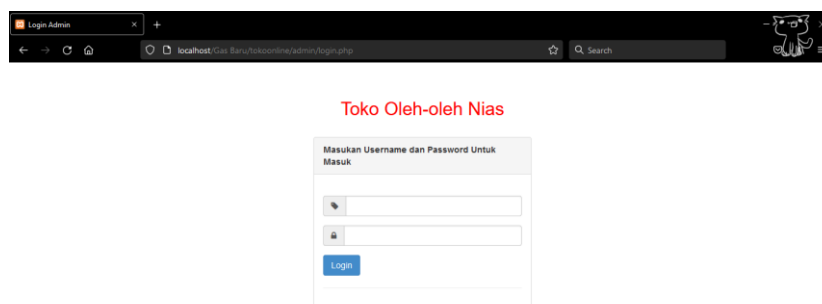 Login Admin
localhost/Gas Baru/tokoonline/admin/login.php
Search
Toko Oleh-oleh Nias
Masukan Username dan Password Untuk
Masuk
Login